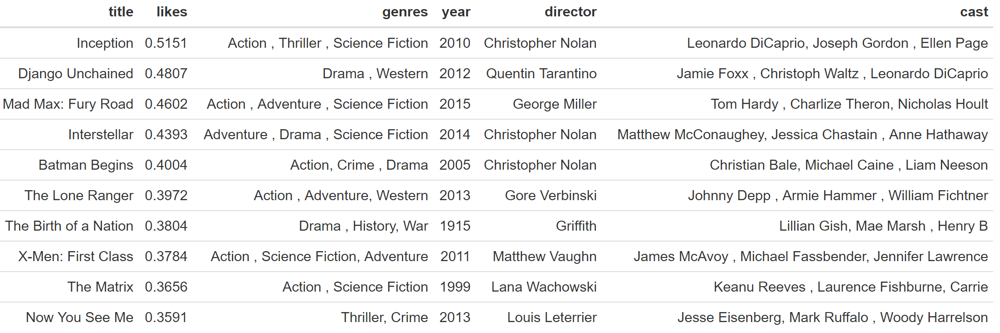 title likes genres year director cast
Inception 0.5151 Action , Thriller , Science Fiction 2010 Christopher Nolan Leonardo DiCaprio, Joseph Gordon , Ellen Page
Django Unchained 0.4807 Drama , Western 2012 Quentin Tarantino Jamie Foxx , Christoph Waltz , Leonardo DiCaprio
Mad Max: Fury Road 0.4602 Action , Adventure , Science Fiction 2015 George Miller Tom Hardy , Charlize Theron, Nicholas Hoult
Interstellar 0.4393 Adventure , Drama , Science Fiction 2014 Christopher Nolan Matthew McConaughey, Jessica Chastain , Anne Hathaway
Batman Begins 0.4004 Action, Crime , Drama 2005 Christopher Nolan Christian Bale, Michael Caine , Liam Neeson
The Lone Ranger 0.3972 Action , Adventure, Western 2013 Gore Verbinski Johnny Depp , Armie Hammer , William Fichtner
The Birth of a Nation 0.3804 Drama , History, War 1915 Griffith Lillian Gish, Mae Marsh , Henry B
X-Men: First Class 0.3784 Action , Science Fiction, Adventure 2011 Matthew Vaughn James McAvoy , Michael Fassbender, Jennifer Lawrence
The Matrix 0.3656 Action , Science Fiction 1999 Lana Wachowski Keanu Reeves , Laurence Fishburne, Carrie
Now You See Me 0.3591 Thriller, Crime 2013 Louis Leterrier Jesse Eisenberg, Mark Ruffalo , Woody Harrelson